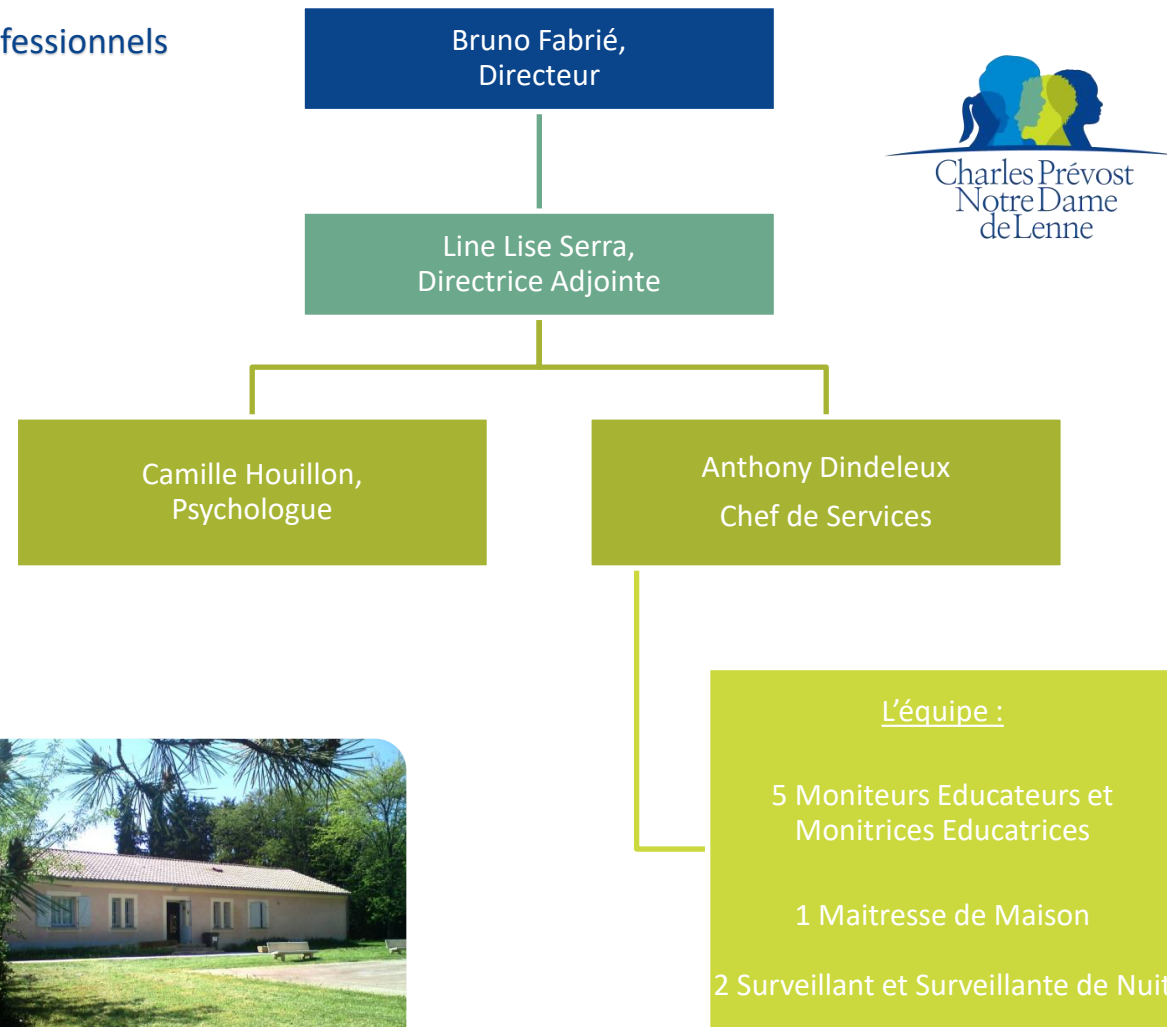 fessionnels
Bruno Fabrié,
Directeur
Charles Prévost
Notre Dame
de Lenne
Line Lise Serra,
Directrice Adjointe
Camille Houillon,
Psychologue
Anthony Dindeleux
Chef de Services
L'équipe :
5 Moniteurs Educateurs et
Monitrices Educatrices
1 Maitresse de Maison
2 Surveillant et Surveillante de Nuit